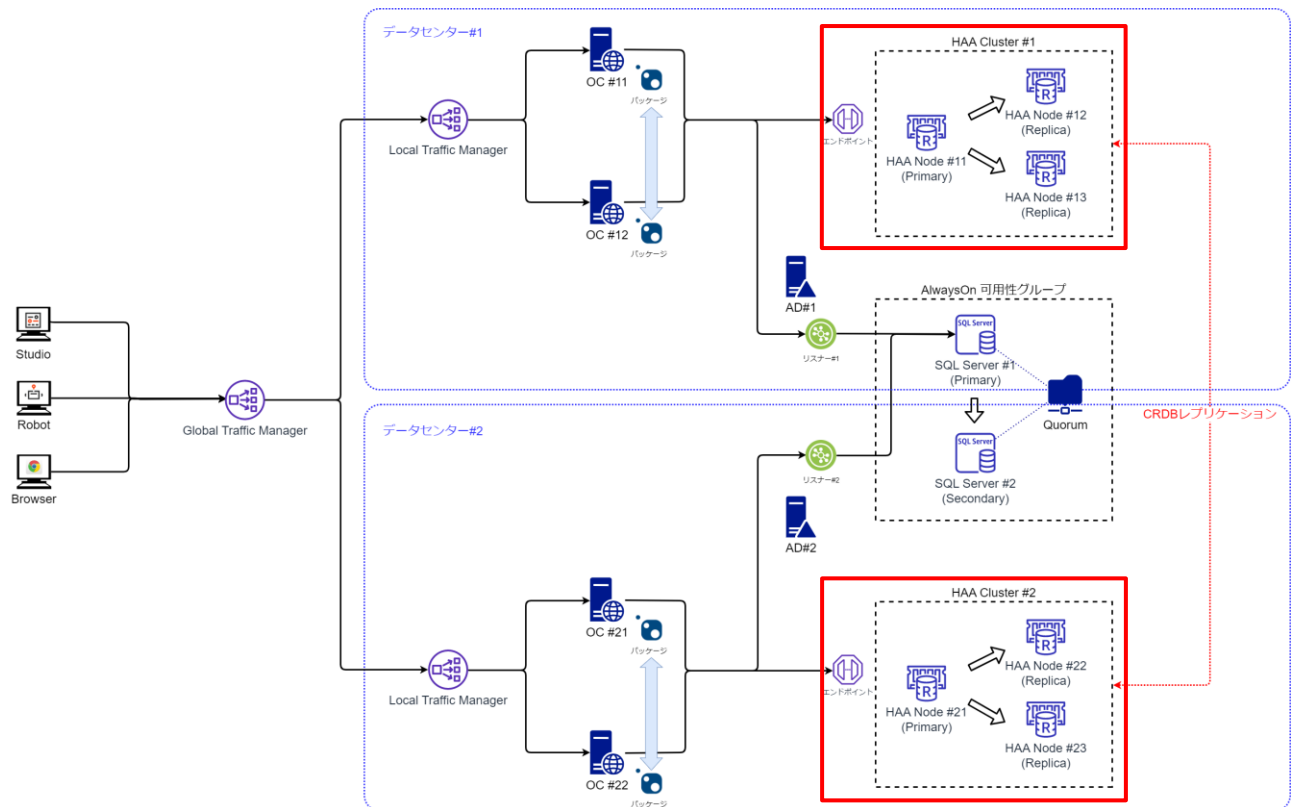 データセンター#1
HAA Cluster #1
OC #11
パッケージ
HAA Node #12
(Replica)
Local Traffic Manager
エンドポイント
HAA Node #11
(Primary)
HAA Node #13
(Replica)
OC #12
パッケージ
AD#1
AlwaysOn 可用性グループ
SQL Server
リスナー#1
SQL Server #1
(Primary)
Studio
Robot
Browser
Global Traffic Manager
Quorum
CRDBレプリケーション
データセンター#2
SQL Server
リスナー#2
SQL Server #2
(Secondary)
AD#2
HAA Cluster #2
OC #21
パッケージ
HAA Node #22
(Replica)
Local Traffic Manager
エンドポイント
HAA Node #21
(Primary)
HAA Node #23
(Replica)
OC #22
パッケージ
R
R
R
R
R
R